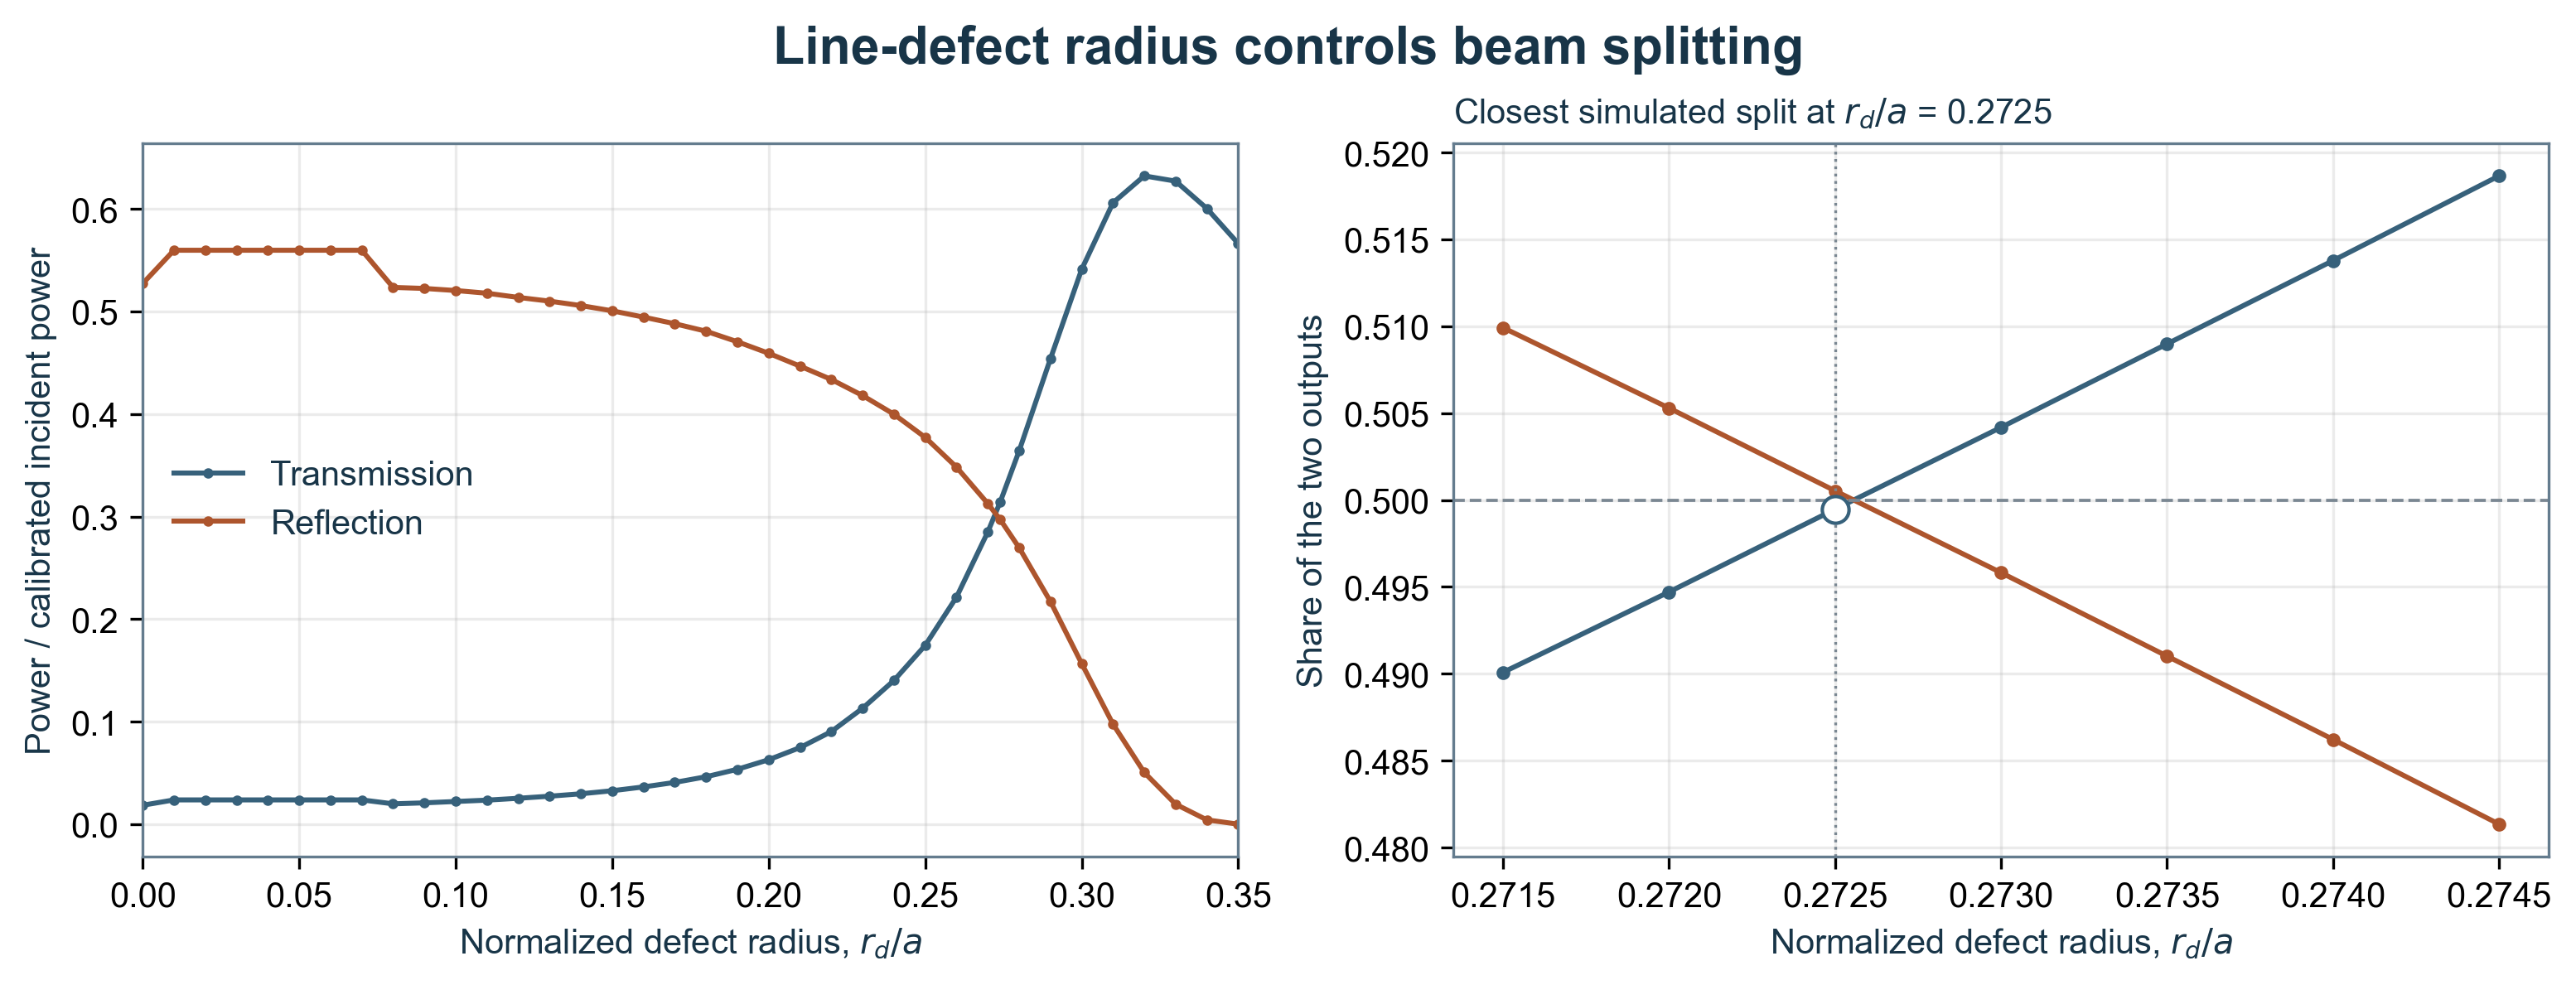 Line-defect radius controls beam splitting
Power / calibrated incident power
0.6
0.5
0.4
0.3
0.2
0.1
0.0
Transmission
Reflection
0.00 0.05 0.10 0.15 0.20 0.25 0.30 0.35
Normalized defect radius, r_d/a
Closest simulated split at r_d/a = 0.2725
Share of the two outputs
0.520
0.515
0.510
0.505
0.500
0.495
0.490
0.485
0.480
0.2715 0.2720 0.2725 0.2730 0.2735 0.2740 0.2745
Normalized defect radius, r_d/a